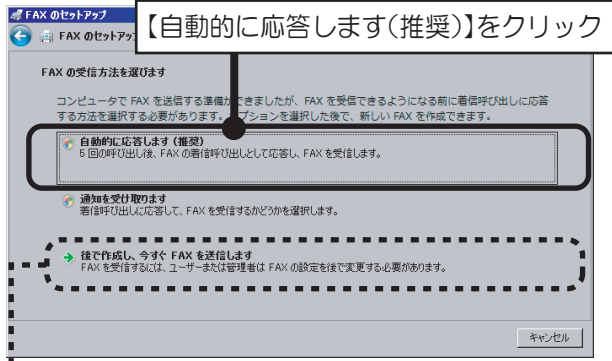 FAX のセットアップ
【自動的に応答します(推奨)】をクリック
FAX のセットアッ
FAX の受信方法を選びます
コンピュータで FAX を送信する準備ができましたが、FAX を受信できるようになる前に着信呼び出しに応答
する方法を選択する必要があります。オプションを選択した後で、新しい FAX を作成できます。
自動的に応答します (推奨)
5 回の呼び出し後、FAX の着信呼び出しとして応答し、FAX を受信します。
通知を受け取ります
着信呼び出しに応答して、FAX を受信するかどうかを選択します。
後で作成し、今すぐ FAX を送信します
FAX を受信するには、ユーザーまたは管理者は FAX の設定を後で変更する必要があります。
キャンセル